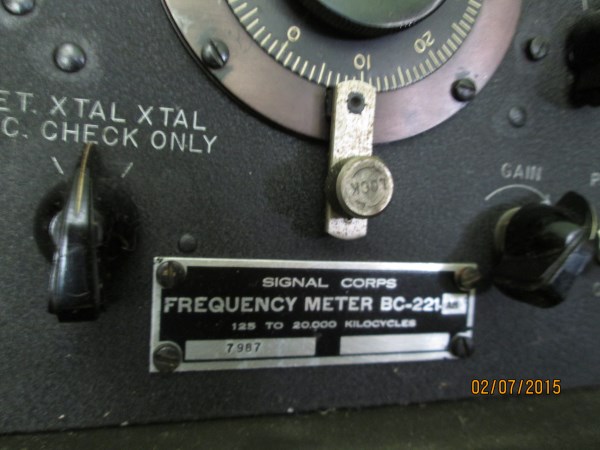 0 10 20
ET. XTAL XTAL
C. CHECK ONLY
LOCK
GAIN
P
SIGNAL CORPS
FREQUENCY METER BC-221-
125 TO 20.000 KILOCYCLES
7987
02/07/2015